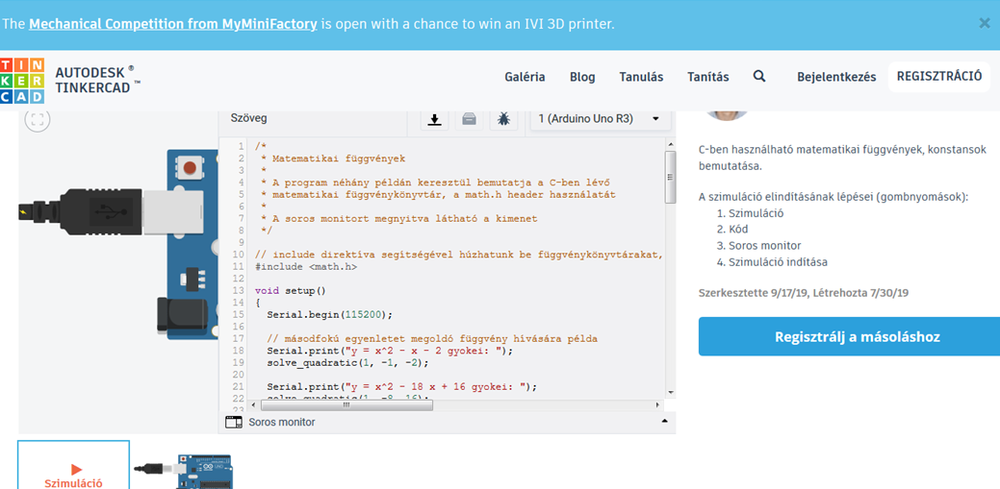 The Mechanical Competition from MyMiniFactory is open with a chance to win an IVI 3D printer.
×
TIN
KER
CAD
AUTODESK ®
TINKERCAD ™
Galéria
Blog
Tanulás
Tanítás
Bejelentkezés
REGISZTRÁCIÓ
Szöveg
1 (Arduino Uno R3)
1 /*
2 * Matematikai függvények
3 *
4 * A program néhány példán keresztül bemutatja a C-ben lévő
5 * matematikai függvénykönyvtár, a math.h header használatát
6 *
7 * A soros monitort megnyitva látható a kimenet
8 */
9
10 // include direktíva segítségével húzhatunk be függvénykönyvtárakat,
11 #include <math.h>
12
13 void setup()
14 {
15 Serial.begin(115200);
16
17 // másodfokú egyenletet megoldó függvény hívására példa
18 Serial.print("y = x^2 - x - 2 gyokei: ");
19 solve_quadratic(1, -1, -2);
20
21 Serial.print("y = x^2 - 18 x + 16 gyokei: ");
22 solve_quadratic(1, -8, 16);
23
Soros monitor
Szimuláció
C-ben használható matematikai függvények, konstansok
bemutatása.
A szimuláció elindításának lépései (gombnyomások):
1. Szimuláció
2. Kód
3. Soros monitor
4. Szimuláció indítása
Szerkesztette 9/17/19, Létrehozta 7/30/19
Regisztrálj a másoláshoz